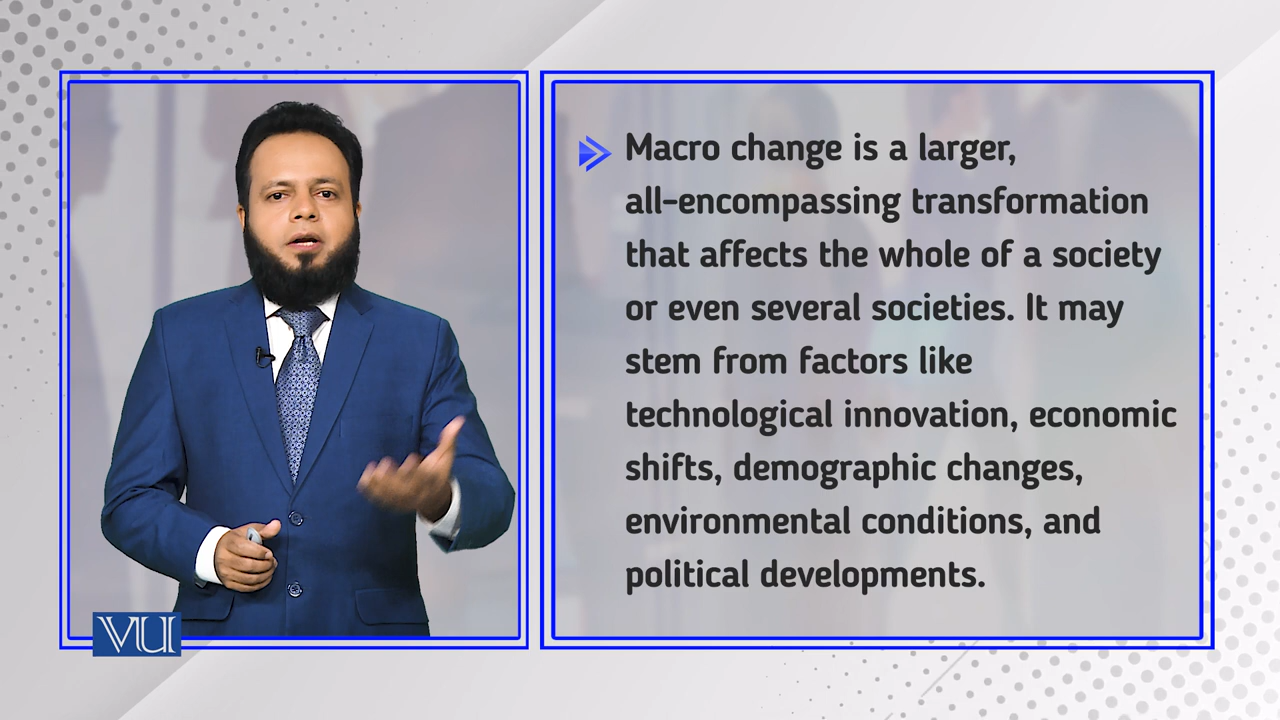 Macro change is a larger,
all-encompassing transformation
that affects the whole of a society
or even several societies. It may
stem from factors like
technological innovation, economic
shifts, demographic changes,
environmental conditions, and
political developments.
VU